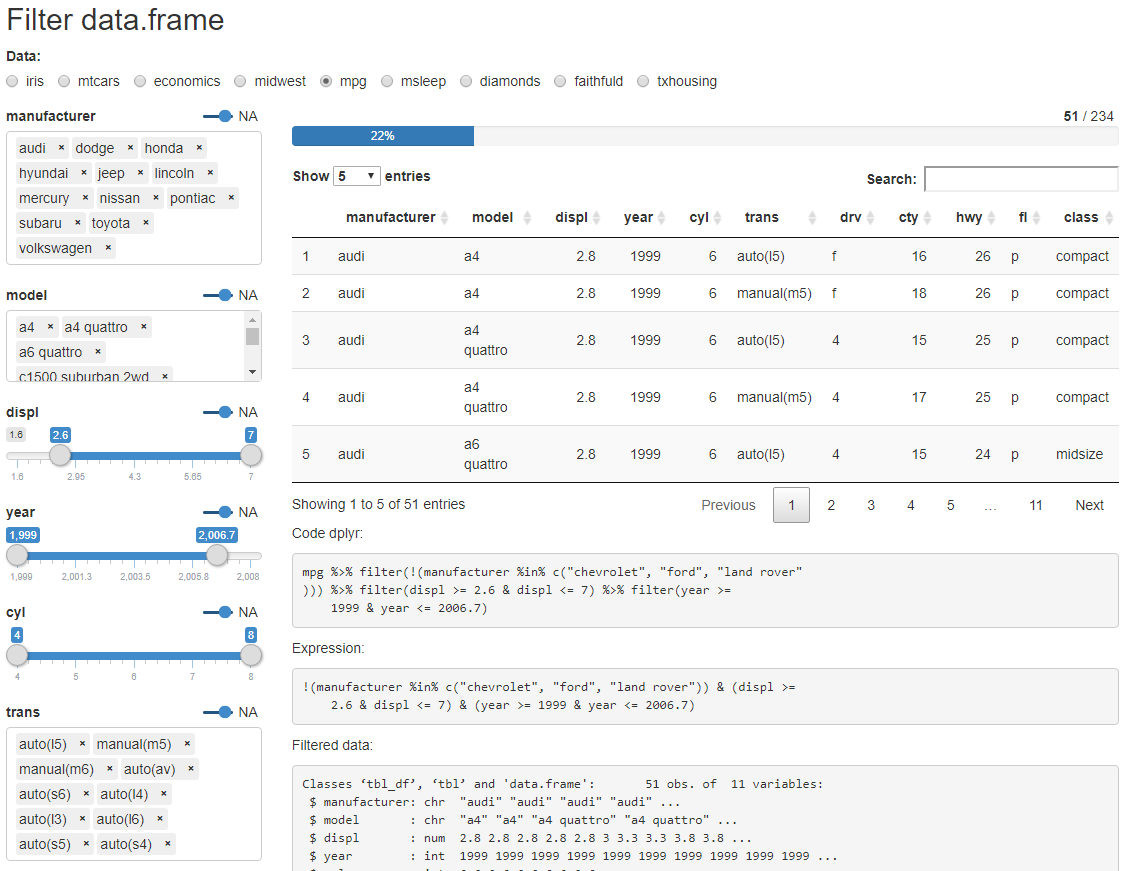 Filter data.frame
Data:
iris mtcars economics midwest mpg msleep diamonds faithfuld txhousing
manufacturer NA
audi × dodge × honda ×
hyundai × jeep × lincoln ×
mercury × nissan × pontiac ×
subaru × toyota ×
volkswagen ×
model NA
a4 × a4 quattro ×
a6 quattro ×
c1500 suburban 2wd ×
displ NA
1.6 2.6 7
1.6 2.95 4.3 5.65 7
year NA
1,999 2,006.7
1,999 2,001.3 2,003.5 2,005.8 2,008
cyl NA
4 8
4 5 6 7 8
trans NA
auto(l5) × manual(m5) ×
manual(m6) × auto(av) ×
auto(s6) × auto(l4) ×
auto(l3) × auto(l6) ×
auto(s5) × auto(s4) ×
51 / 234
22%
Show 5 entries
Search:
manufacturer model displ year cyl trans drv cty hwy fl class
1 audi a4 2.8 1999 6 auto(l5) f 16 26 p compact
2 audi a4 2.8 1999 6 manual(m5) f 18 26 p compact
3 audi a4 quattro 2.8 1999 6 auto(l5) 4 15 25 p compact
4 audi a4 quattro 2.8 1999 6 manual(m5) 4 17 25 p compact
5 audi a6 quattro 2.8 1999 6 auto(l5) 4 15 24 p midsize
Showing 1 to 5 of 51 entries
Previous 1 2 3 4 5 … 11 Next
Code dplyr:
mpg %>% filter(!(manufacturer %in% c("chevrolet", "ford", "land rover"
))) %>% filter(displ >= 2.6 & displ <= 7) %>% filter(year >=
1999 & year <= 2006.7)
Expression:
!(manufacturer %in% c("chevrolet", "ford", "land rover")) & (displ >=
2.6 & displ <= 7) & (year >= 1999 & year <= 2006.7)
Filtered data:
Classes ‘tbl_df’, ‘tbl’ and 'data.frame': 51 obs. of 11 variables:
$ manufacturer: chr "audi" "audi" "audi" "audi" ...
$ model : chr "a4" "a4" "a4 quattro" "a4 quattro" ...
$ displ : num 2.8 2.8 2.8 2.8 2.8 3 3.3 3.3 3.8 3.8 ...
$ year : int 1999 1999 1999 1999 1999 1999 1999 1999 1999 1999 ...